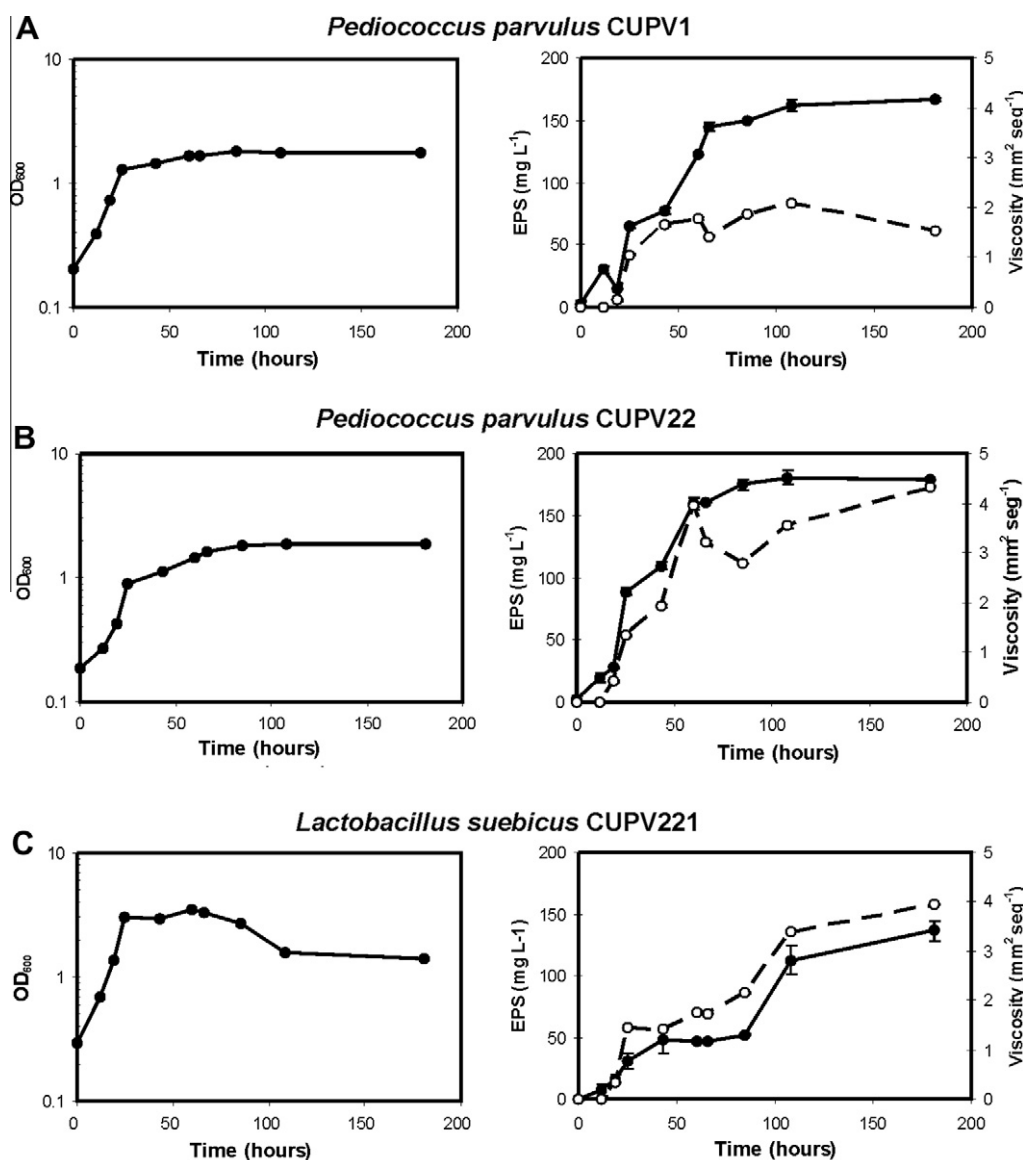 A
Pediococcus parvulus CUPV1
10
1
0.1
OD600
0 50 100 150 200
Time (hours)
200
150
100
50
0
EPS (mg L-1)
5
4
3
2
1
0
Viscosity (mm2 seg-1)
0 50 100 150 200
Time (hours)
B
Pediococcus parvulus CUPV22
10
1
0.1
OD600
0 50 100 150 200
Time (hours)
200
150
100
50
0
EPS (mg L-1)
5
4
3
2
1
0
Viscosity (mm2 seg-1)
0 50 100 150 200
Time (hours)
C
Lactobacillus suebicus CUPV221
10
1
0.1
OD600
0 50 100 150 200
Time (hours)
200
150
100
50
0
EPS (mg L-1)
5
4
3
2
1
0
Viscosity (mm2 seg-1)
0 50 100 150 200
Time (hours)